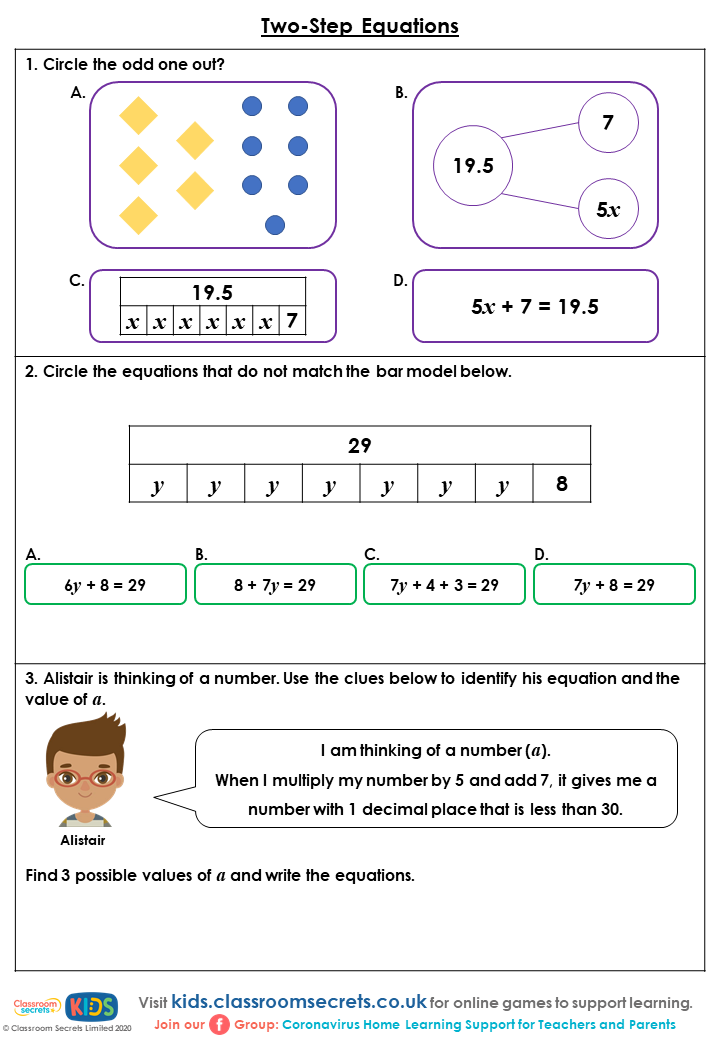 Two-Step Equations
1. Circle the odd one out?
A.
B.
19.5
7
5x
C.
19.5
x x x x x x 7
D.
5x + 7 = 19.5
2. Circle the equations that do not match the bar model below.
29
y y y y y y y 8
A.
B.
C.
D.
6y + 8 = 29
8 + 7y = 29
7y + 4 + 3 = 29
7y + 8 = 29
3. Alistair is thinking of a number. Use the clues below to identify his equation and the
value of a.
I am thinking of a number (a).
When I multiply my number by 5 and add 7, it gives me a
number with 1 decimal place that is less than 30.
Alistair
Find 3 possible values of a and write the equations.
Classroom
Secrets
KIDS
© Classroom Secrets Limited 2020
Visit kids.classroomsecrets.co.uk for online games to support learning.
Join our f Group: Coronavirus Home Learning Support for Teachers and Parents